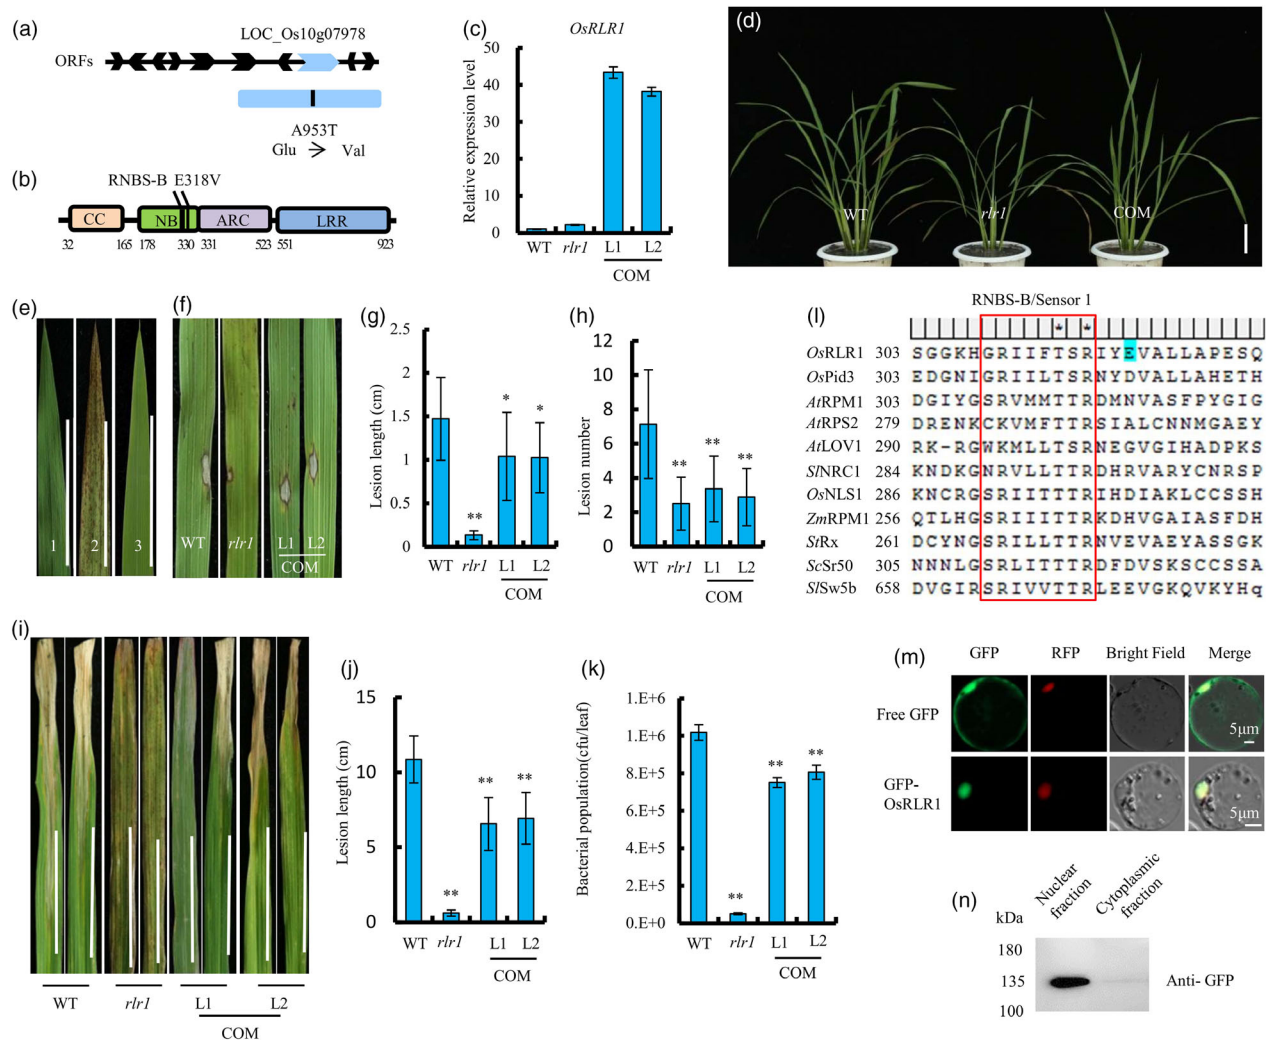 (a)
LOC_Os10g07978
ORFs
A953T
Glu > Val
(b)
RNBS-B E318V
CC NB ARC LRR
32 165 178 330 331 523 551 923
(c)
OsRLR1
Relative expression level
50
40
30
20
10
0
WT rlr1 L1 L2
COM
(d)
WT rlr1 COM
(e)
1 2 3
(f)
WT rlr1 L1 L2
COM
(g)
Lesion length (cm)
2.5
2
1.5
1
0.5
0
** * *
WT rlr1 L1 L2
COM
(h)
Lesion number
12
10
8
6
4
2
0
** ** **
WT rlr1 L1 L2
COM
(l)
RNBS-B/Sensor 1
* *
OsRLR1 303 SGGKHGRIIFTSRIYEVALLAPESQ
OsPid3 303 EDGNIGRIILTSRNYDVALLAHETH
AtRPM1 303 DGIYGSRVMMTTRDMNVASFPYGIG
AtRPS2 279 DRENKCKVMFTTRSIALCNNMGAEY
AtLOV1 290 RK-RGWKMLLTSRNEGVGIHADPKS
SlNRC1 284 KNDKGNRVLLTTRDHRVARYCNRSP
OsNLS1 286 KNCRGSRIITTTRIHDIAKLCCSSH
ZmRPM1 256 QTLHGSRIIITTRKDHVGAIASFDH
StRx 261 DCYNGSRILLTTRNVEVAEYASSGK
ScSr50 305 NNNLGSRLITTTRDFDVSKSCCSSA
SlSw5b 658 DVGIRSRIVVTTRLEEVGKQVKYHq
(i)
WT rlr1 L1 L2
COM
(j)
Lesion length (cm)
15
10
5
0
** ** **
WT rlr1 L1 L2
COM
(k)
Bacterial population(cfu/leaf)
1.E+6
1.E+6
8.E+5
6.E+5
4.E+5
2.E+5
0.E+0
** ** **
WT rlr1 L1 L2
COM
(m)
GFP RFP Bright Field Merge
Free GFP
5μm
GFP-
OsRLR1
5μm
(n)
Nuclear
fraction
Cytoplasmic
fraction
kDa
180
135
100
Anti- GFP